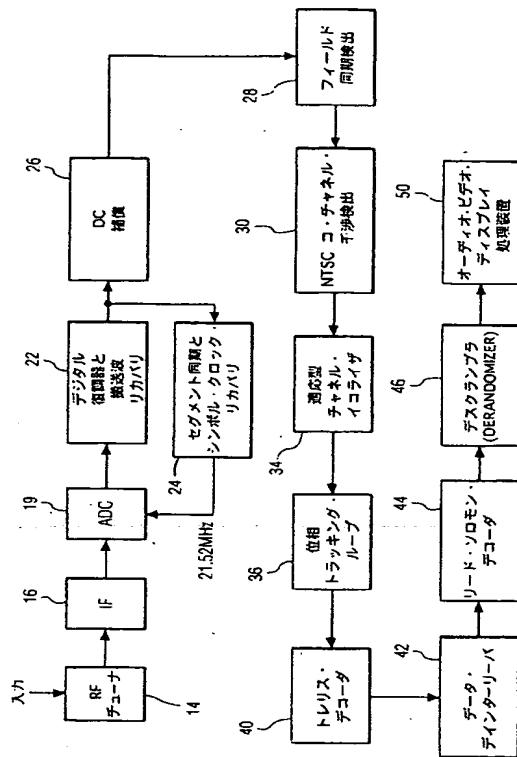 入力
RF
チューナ
14
IF
16
ADC
19
デジタル
復調器と
搬送波
リカバリ
22
セグメント同期と
シンボル・クロック・
リカバリ
24
21.52MHz
DC
補償
26
フィールド
同期検出
28
NTSC コ・チャネル・
干渉検出
30
適応型
チャネル・
イコライザ
34
位相
トラッキング・
ループ
36
トレリス・
デコーダ
40
データ・
デインターリーバ
42
リード・ソロモン・
デコーダ
44
デスクランブラ
(DERANDOMIZER)
46
オーディオ・ビデオ・
ディスプレイ
処理装置
50